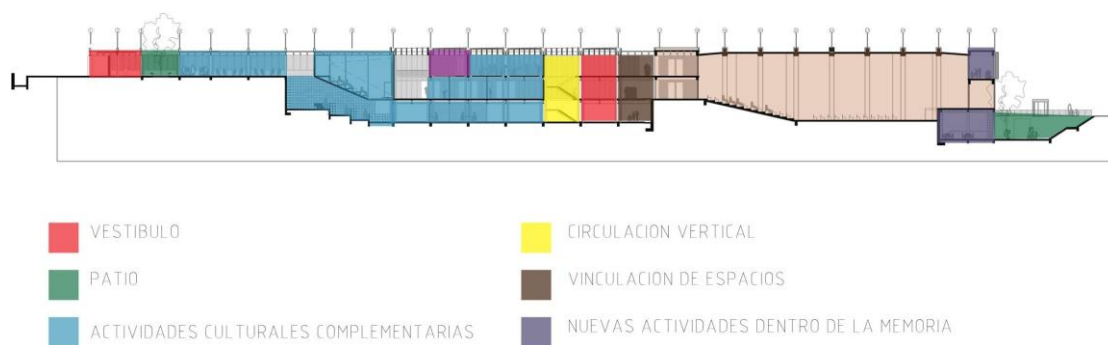 VESTIBULO
PATIO
ACTIVIDADES CULTURALES COMPLEMENTARIAS
CIRCULACION VERTICAL
VINCULACION DE ESPACIOS
NUEVAS ACTIVIDADES DENTRO DE LA MEMORIA